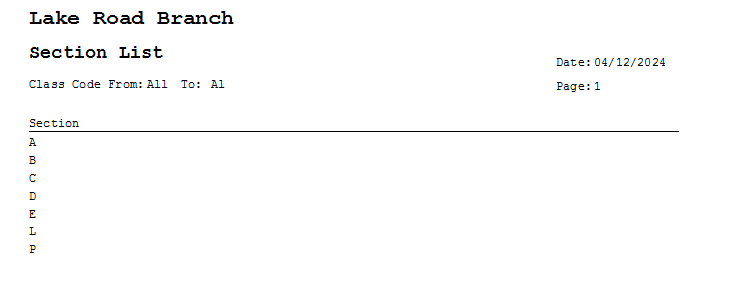 Lake Road Branch
Section List
Date: 04/12/2024
Class Code From: All To: Al
Page: 1
Section
A
B
C
D
E
L
P